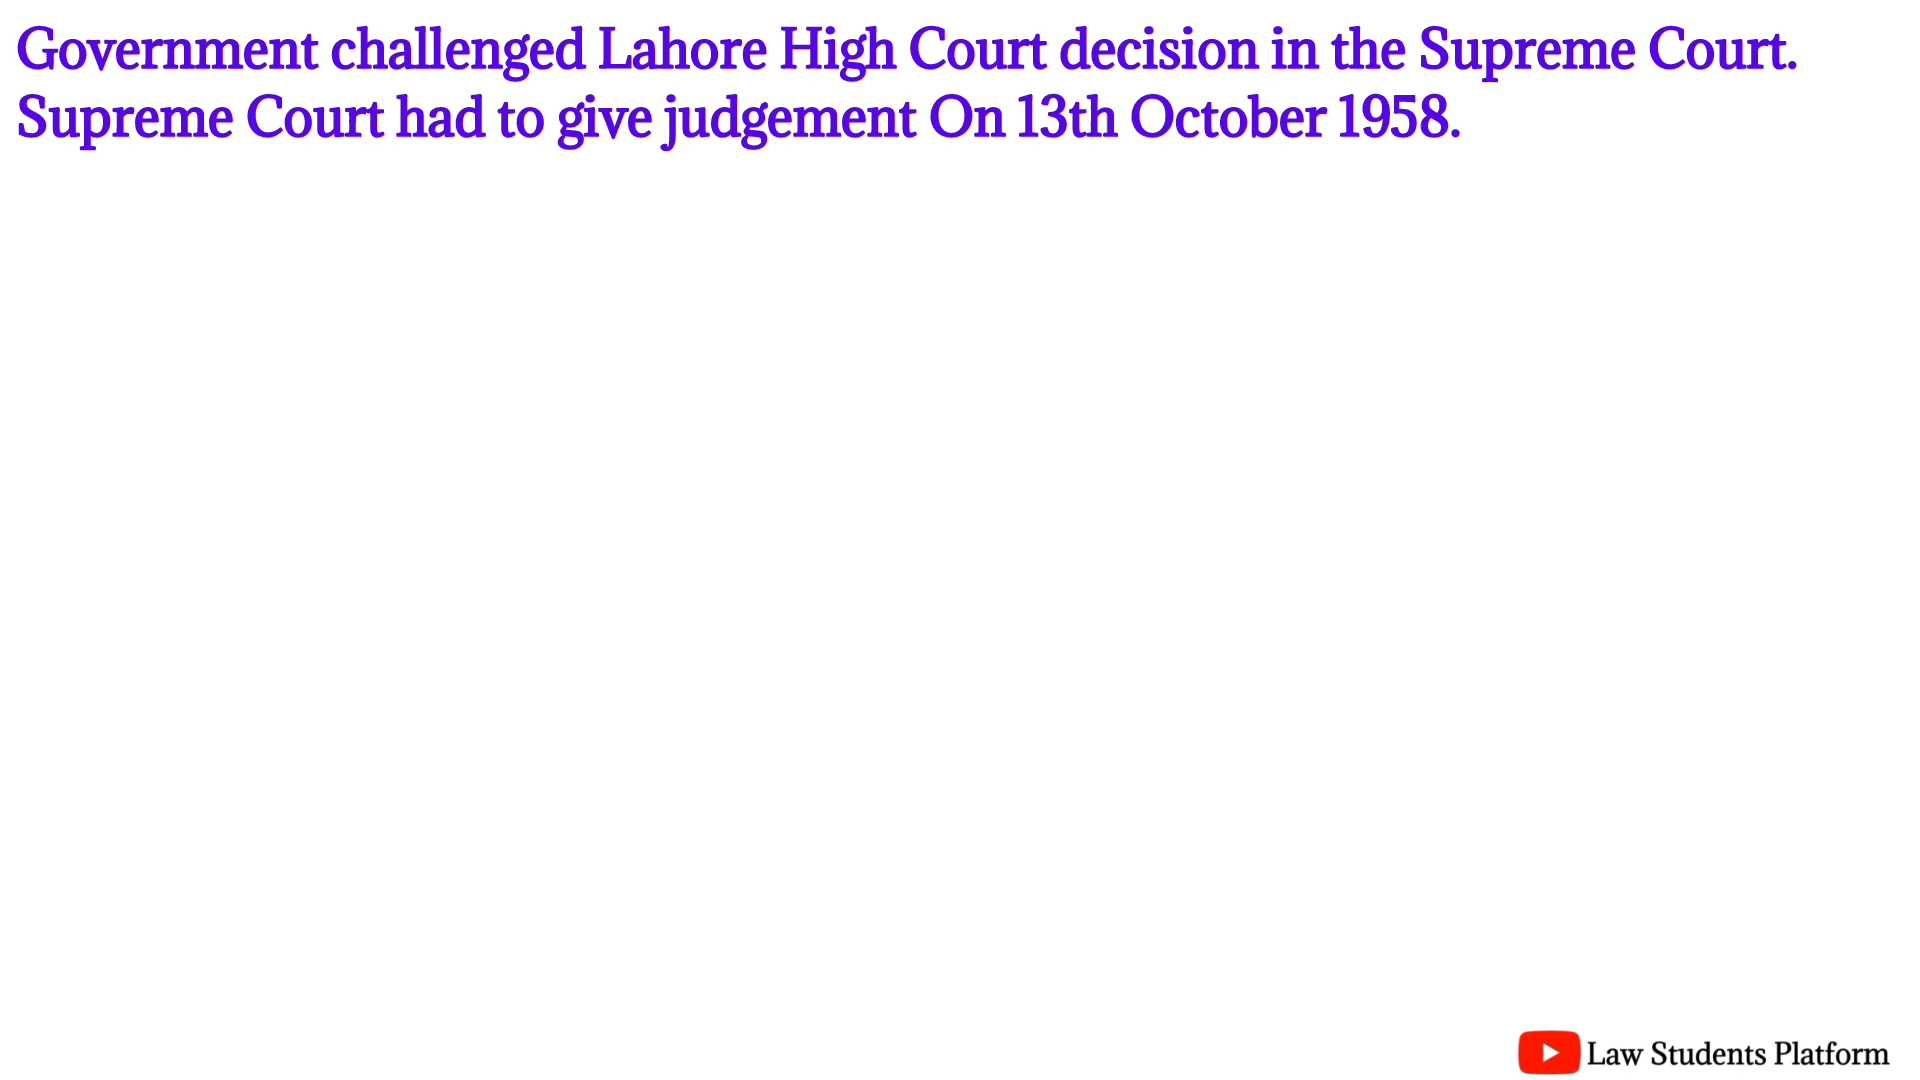 Government challenged Lahore High Court decision in the Supreme Court.
Supreme Court had to give judgement On 13th October 1958.
Law Students Platform